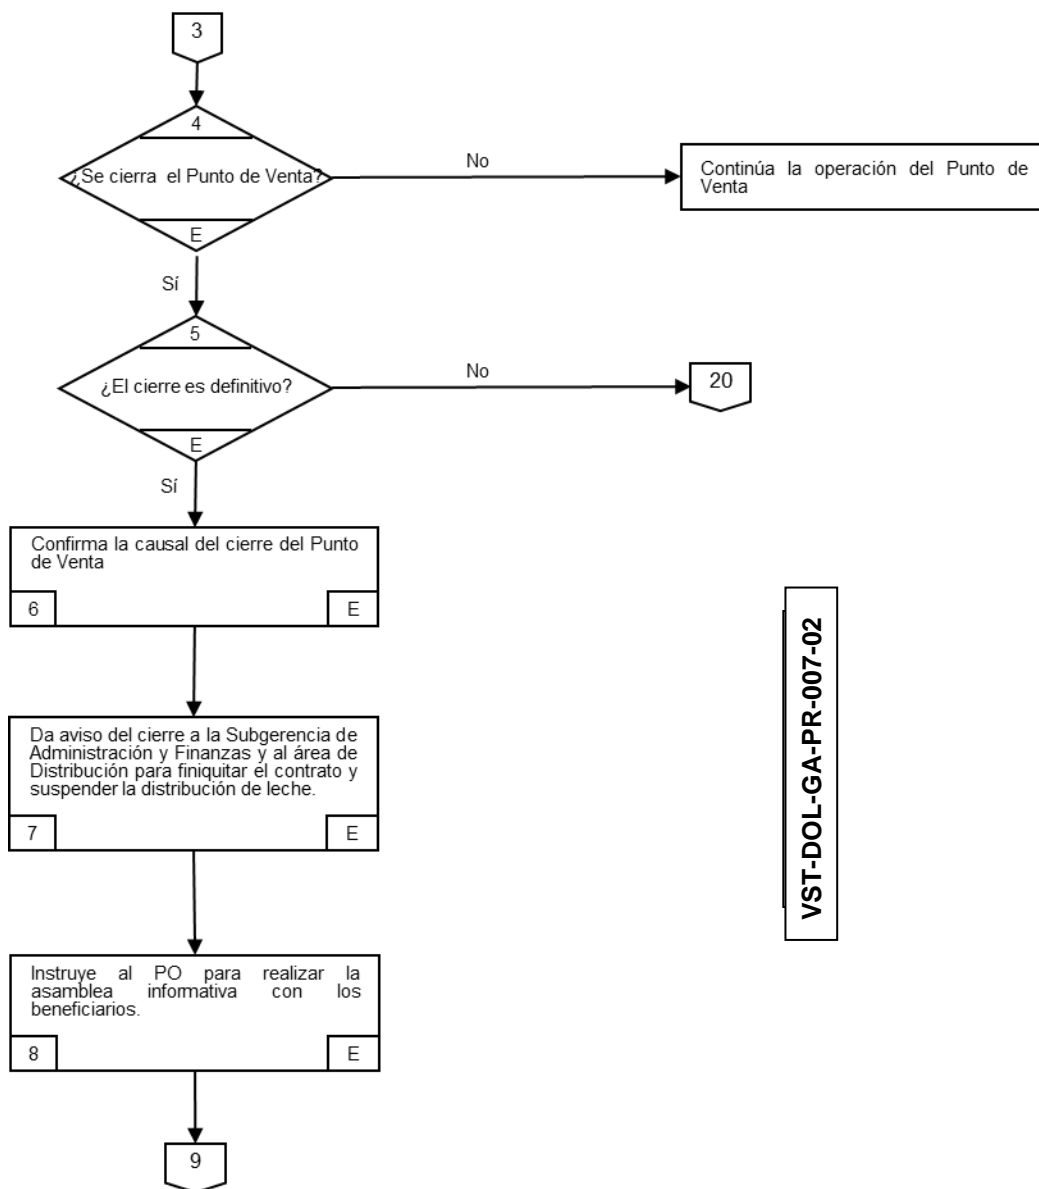 3
4
¿Se cierra el Punto de Venta?
E
No
Continúa la operación del Punto de
Venta
Sí
5
¿El cierre es definitivo?
E
No
20
Sí
Confirma la causal del cierre del Punto
de Venta
6
E
Da aviso del cierre a la Subgerencia de
Administración y Finanzas y al área de
Distribución para finiquitar el contrato y
suspender la distribución de leche.
7
E
Instruye al PO para realizar la
asamblea informativa con los
beneficiarios.
8
E
9
VST-DOL-GA-PR-007-02